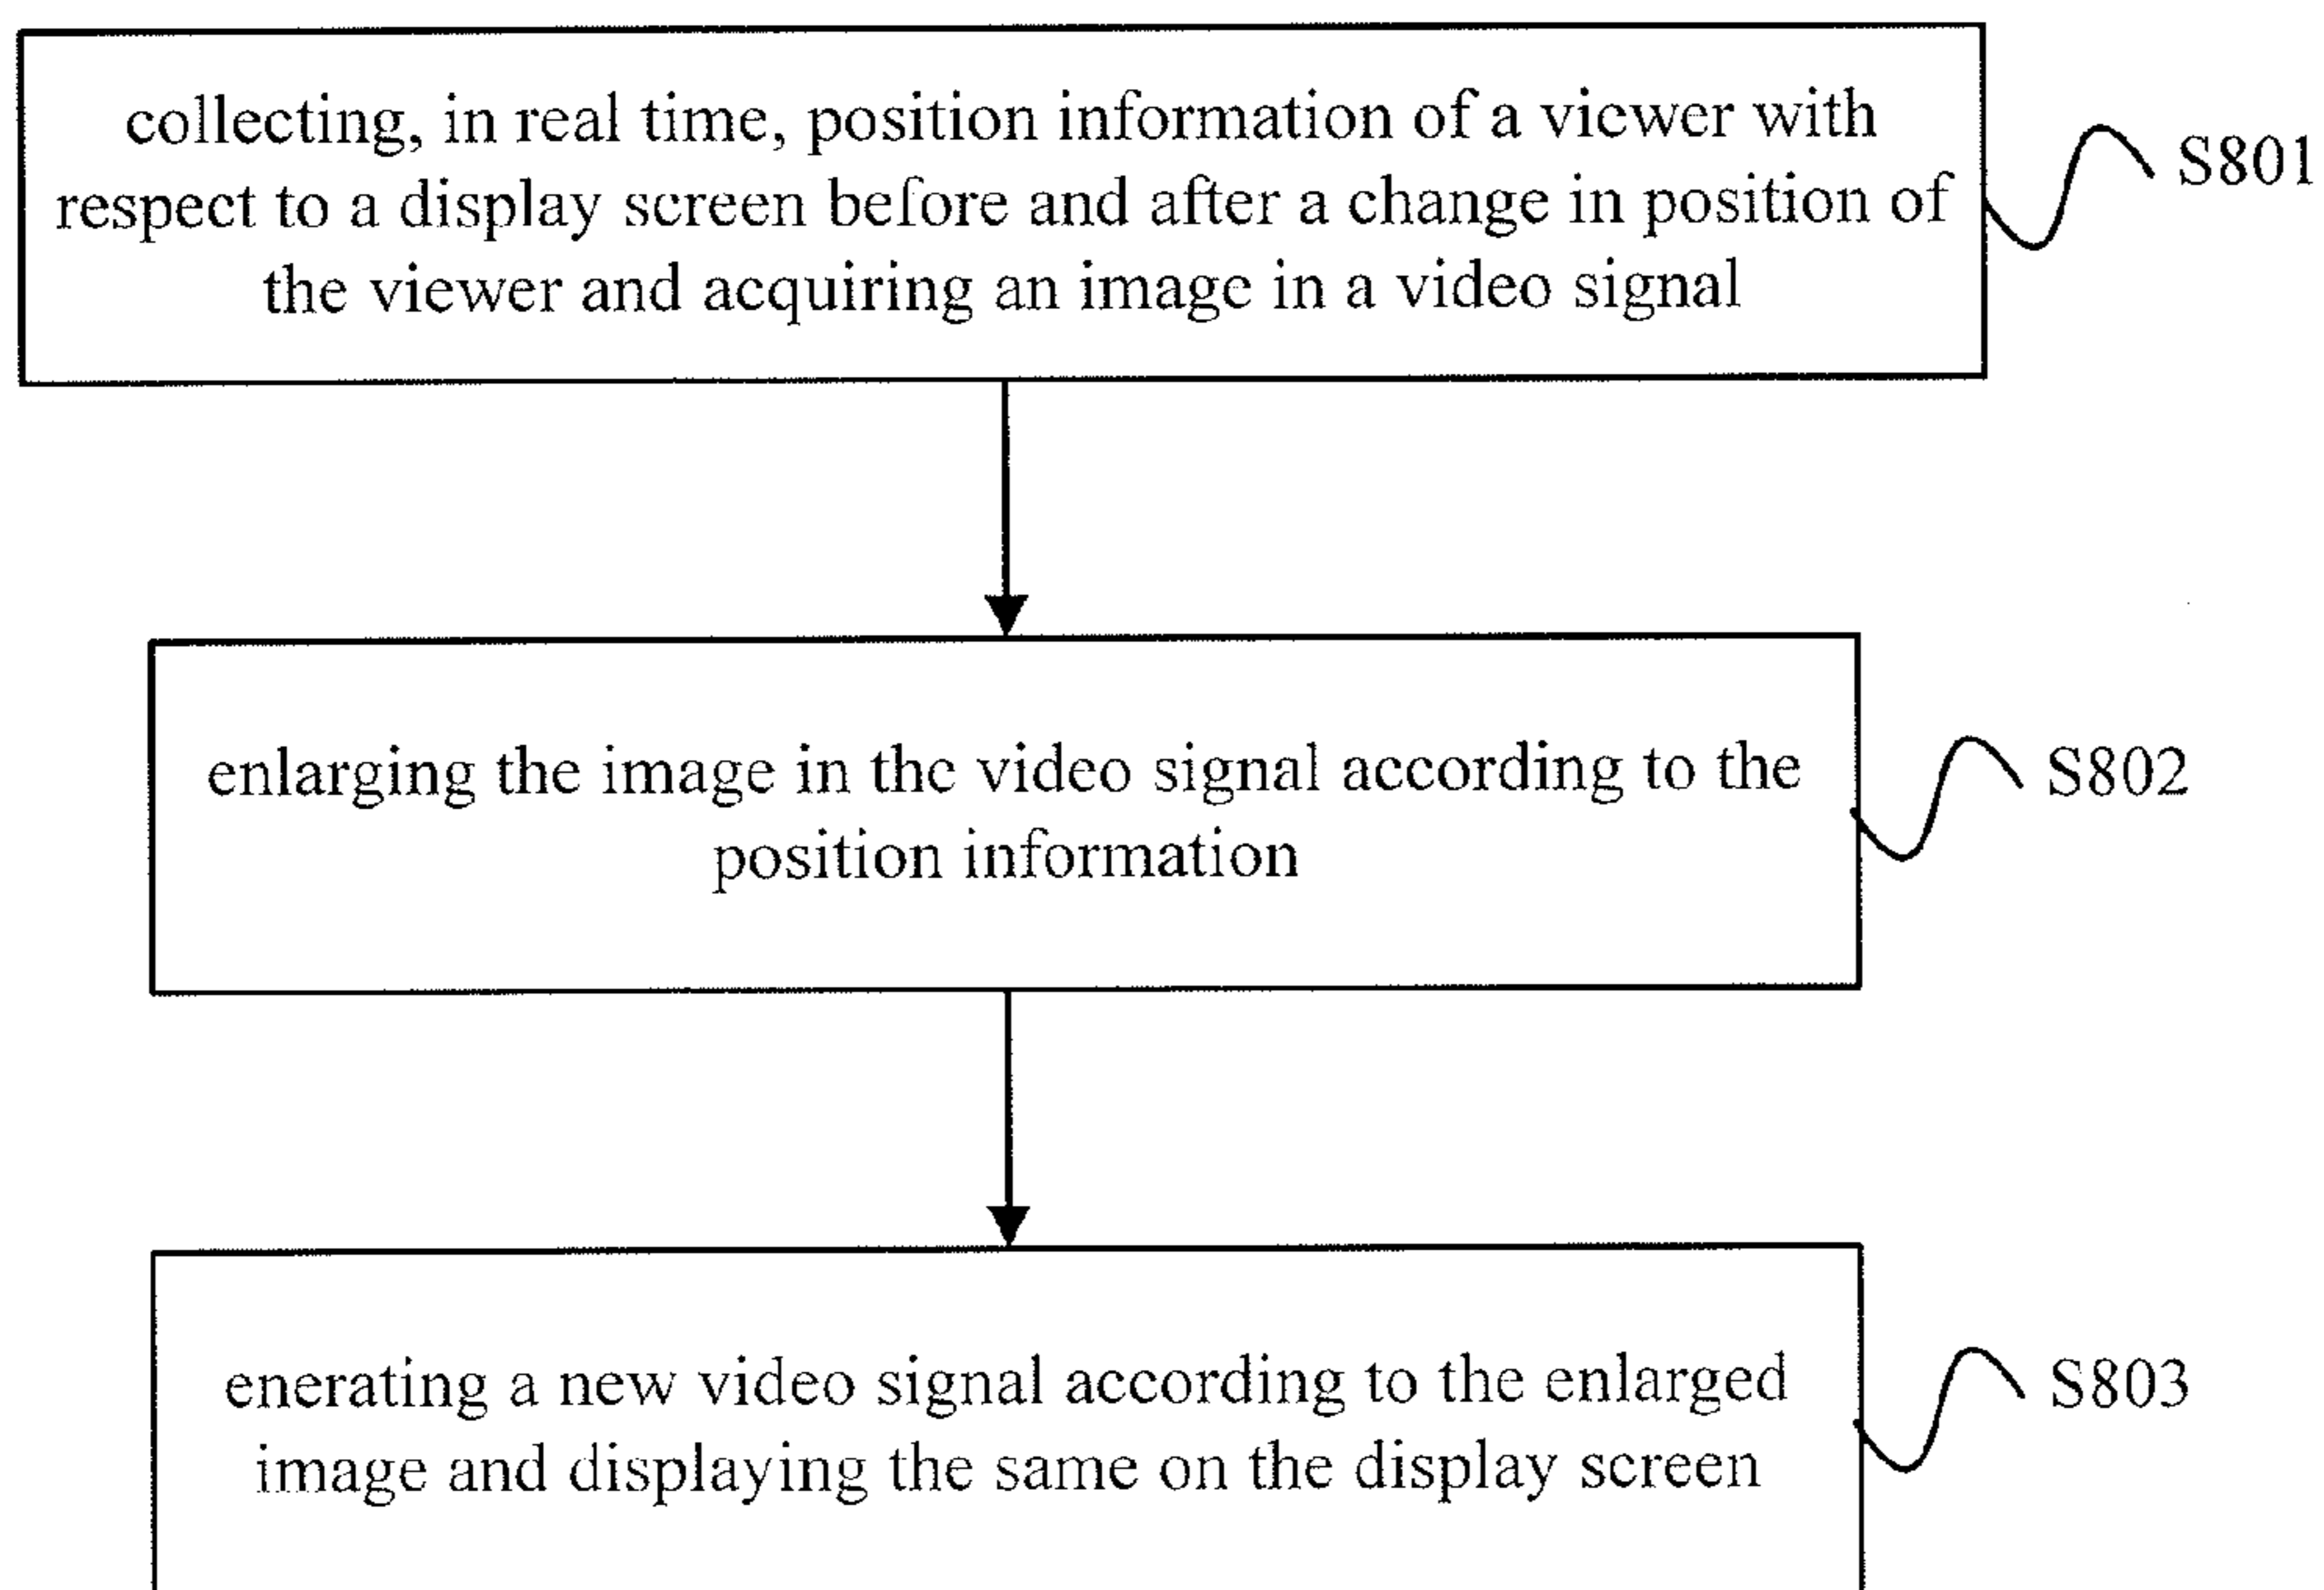 collecting, in real time, position information of a viewer with
respect to a display screen before and after a change in position of
the viewer and acquiring an image in a video signal
S801
enlarging the image in the video signal according to the
position information
S802
enerating a new video signal according to the enlarged
image and displaying the same on the display screen
S803